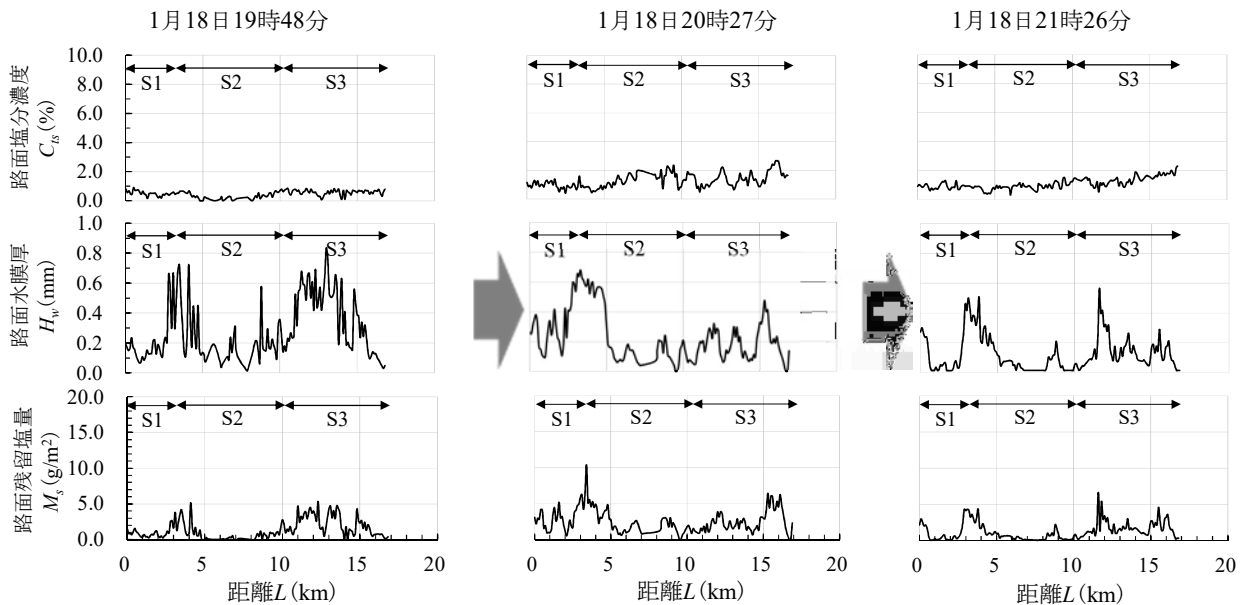 1月18日19時48分
1月18日20時27分
1月18日21時26分
路面塩分濃度
C_ts (%)
10.0
8.0
6.0
4.0
2.0
0.0
S1 S2 S3
S1 S2 S3
S1 S2 S3
路面水膜厚
H_w (mm)
1.0
0.8
0.6
0.4
0.2
0.0
S1 S2 S3
S1 S2 S3
S1 S2 S3
路面残留塩量
M_s (g/m²)
20.0
15.0
10.0
5.0
0.0
S1 S2 S3
S1 S2 S3
S1 S2 S3
0 5 10 15 20
0 5 10 15 20
0 5 10 15 20
距離L (km)
距離L (km)
距離L (km)